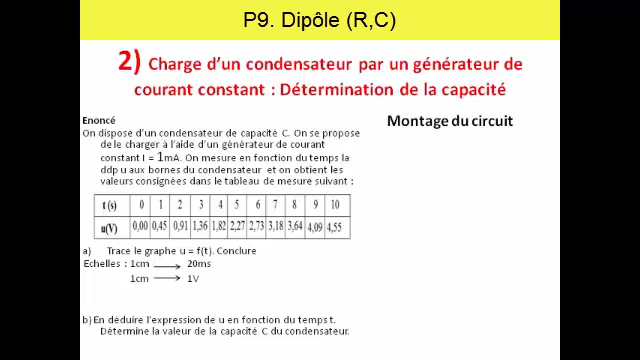 P9. Dipôle (R,C)
2) Charge d'un condensateur par un générateur de
courant constant : Détermination de la capacité
Enoncé
On dispose d'un condensateur de capacité C. On se propose
de le charger à l'aide d'un générateur de courant
constant I = 1mA. On mesure en fonction du temps la
ddp u aux bornes du condensateur et on obtient les
valeurs consignées dans le tableau de mesure suivant :
t (s) 0 1 2 3 4 5 6 7 8 9 10
u(V) 0,00 0,45 0,91 1,36 1,82 2,27 2,73 3,18 3,64 4,09 4,55
a) Trace le graphe u = f(t). Conclure
Echelles : 1cm → 20ms
1cm → 1V
b) En déduire l'expression de u en fonction du temps t.
Détermine la valeur de la capacité C du condensateur.
Montage du circuit